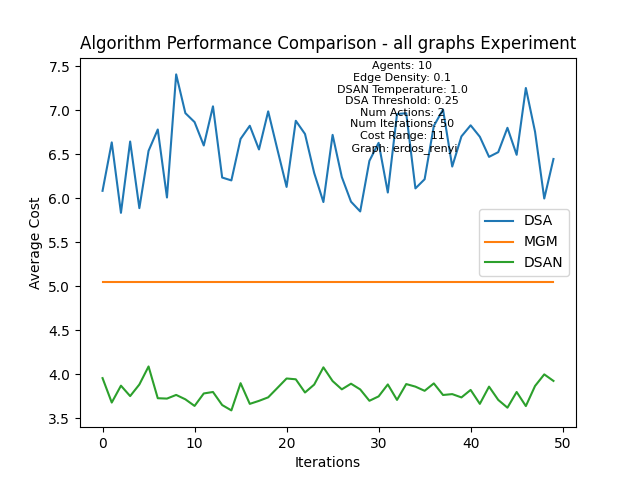 Algorithm Performance Comparison - all graphs Experiment
Agents: 10
Edge Density: 0.1
DSAN Temperature: 1.0
DSA Threshold: 0.25
Num Actions: 2
Num Iterations: 50
Cost Range: 11
Graph: erdos_renyi
7.5
7.0
6.5
6.0
5.5
5.0
4.5
4.0
3.5
Average Cost
DSA
MGM
DSAN
0
10
20
30
40
50
Iterations